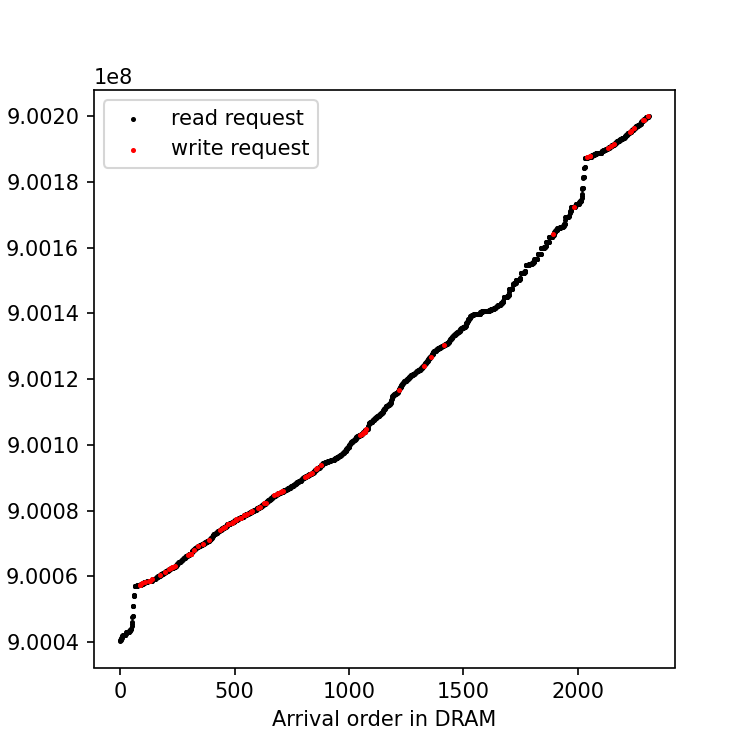 1e8
read request
write request
9.0020
9.0018
9.0016
9.0014
9.0012
9.0010
9.0008
9.0006
9.0004
0 500 1000 1500 2000
Arrival order in DRAM